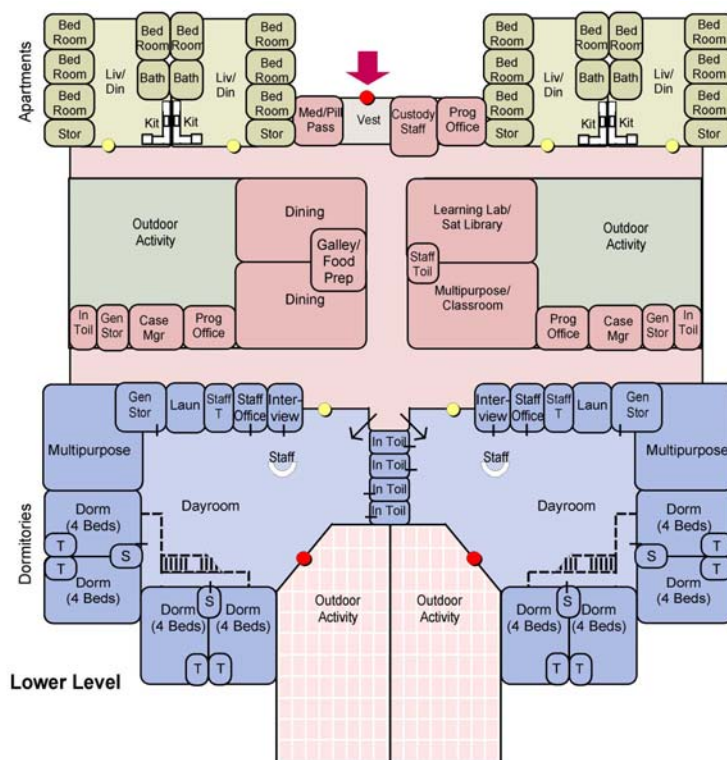 Apartments
Bed
Room
Bed
Room
Bed
Room
Stor
Liv/
Din
Bed
Room
Bed
Room
Bath
Bath
Kit
Kit
Liv/
Din
Bed
Room
Bed
Room
Bed
Room
Bed
Room
Stor
Bed
Room
Med/Pill
Pass
Vest
Custody
Staff
Prog
Office
Bed
Room
Bed
Room
Bed
Room
Bed
Room
Stor
Liv/
Din
Bed
Room
Bed
Room
Bath
Bath
Kit
Kit
Liv/
Din
Bed
Room
Bed
Room
Bed
Room
Bed
Room
Stor
Outdoor
Activity
Dining
Galley/
Food
Prep
Dining
In
Toil
Gen
Stor
Case
Mgr
Prog
Office
Learning Lab/
Sat Library
Staff
Toil
Multipurpose/
Classroom
Outdoor
Activity
Prog
Office
Case
Mgr
Gen
Stor
In
Toil
Dormitories
Multipurpose
Gen
Stor
Laun
Staff
T
Staff
Office
Inter-
view
Staff
Dayroom
In Toil
In Toil
In Toil
In Toil
Inter-
view
Staff
Office
Staff
T
Laun
Gen
Stor
Staff
Dayroom
Multipurpose
Dorm
(4 Beds)
T
T
S
Dorm
(4 Beds)
Dorm
(4 Beds)
S
Dorm
(4 Beds)
T
T
Outdoor
Activity
Outdoor
Activity
Dorm
(4 Beds)
S
Dorm
(4 Beds)
T
T
Dorm
(4 Beds)
S
T
T
Dorm
(4 Beds)
Lower Level